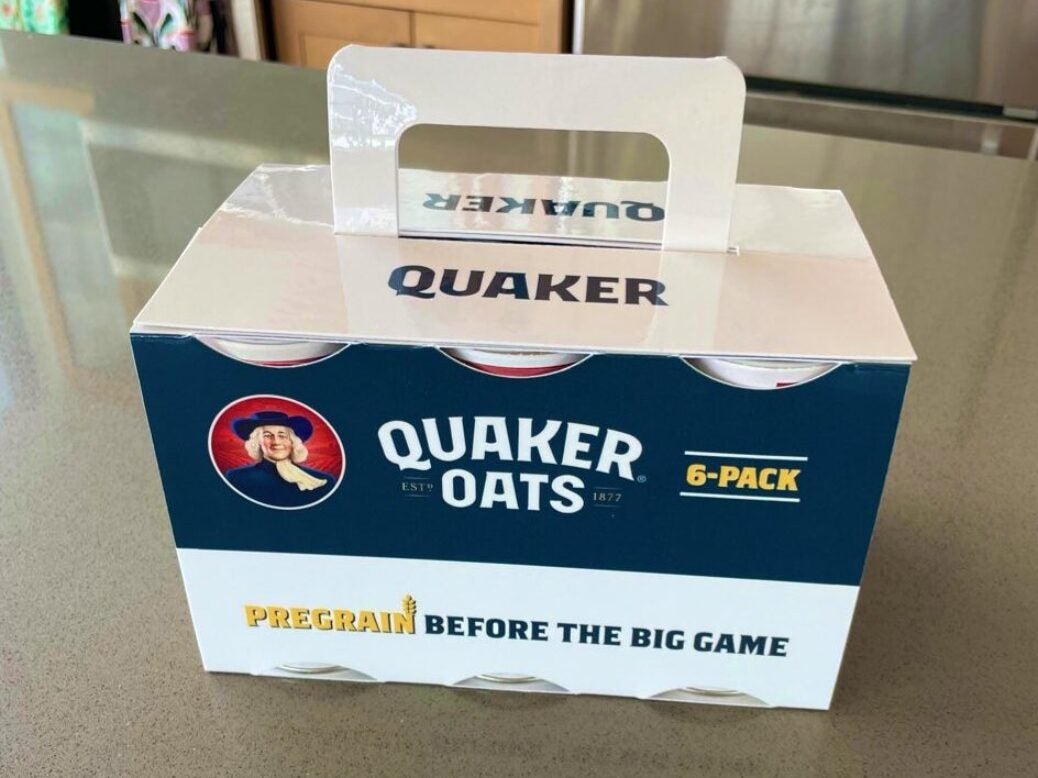 QUAKER
QUAKER
QUAKER
OATS
ESTD
1877
6-PACK
PREGRAIN BEFORE THE BIG GAME